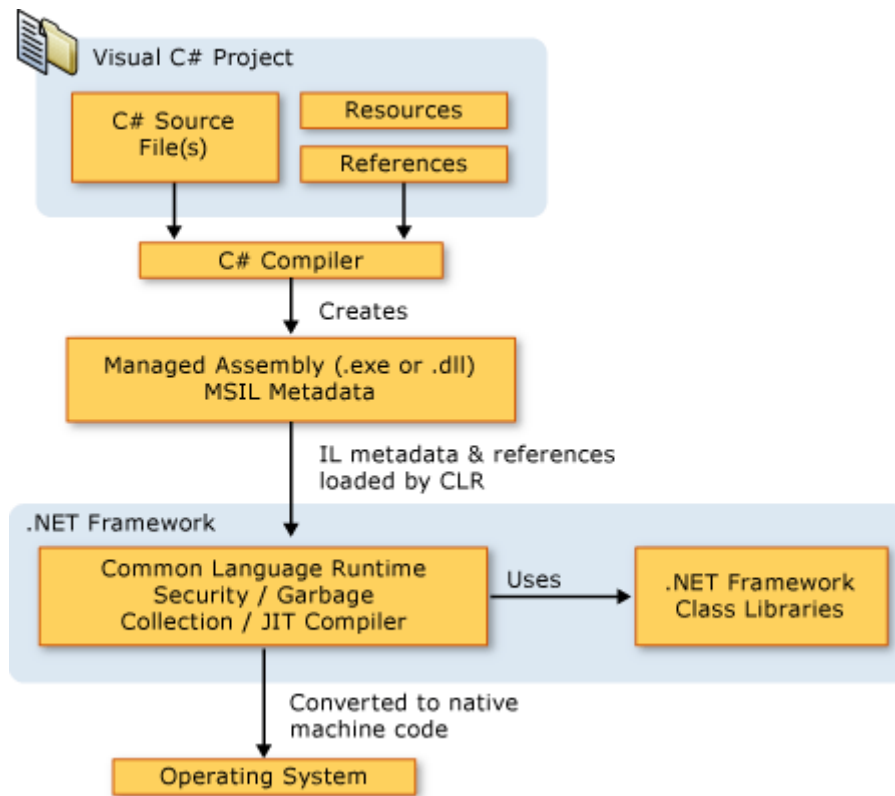 Visual C# Project
C# Source
File(s)
Resources
References
C# Compiler
Creates
Managed Assembly (.exe or .dll)
MSIL Metadata
IL metadata & references
loaded by CLR
.NET Framework
Common Language Runtime
Security / Garbage
Collection / JIT Compiler
Uses
.NET Framework
Class Libraries
Converted to native
machine code
Operating System